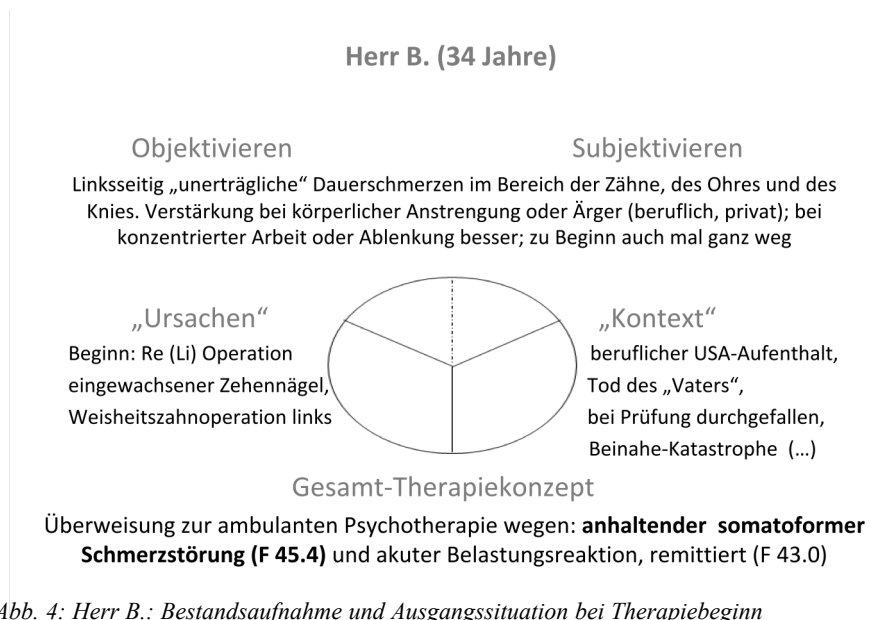 Herr B. (34 Jahre)
Objektivieren
Subjektivieren
Linksseitig „unerträgliche“ Dauerschmerzen im Bereich der Zähne, des Ohres und des
Knies. Verstärkung bei körperlicher Anstrengung oder Ärger (beruflich, privat); bei
konzentrierter Arbeit oder Ablenkung besser; zu Beginn auch mal ganz weg
„Ursachen“
Beginn: Re (Li) Operation
eingewachsener Zehennägel,
Weisheitszahnoperation links
„Kontext“
beruflicher USA-Aufenthalt,
Tod des „Vaters“,
bei Prüfung durchgefallen,
Beinahe-Katastrophe (...)
Gesamt-Therapiekonzept
Überweisung zur ambulanten Psychotherapie wegen: anhaltender somatoformer
Schmerzstörung (F 45.4) und akuter Belastungsreaktion, remittiert (F 43.0)
Abb. 4: Herr B.: Bestandsaufnahme und Ausgangssituation bei Therapiebeginn